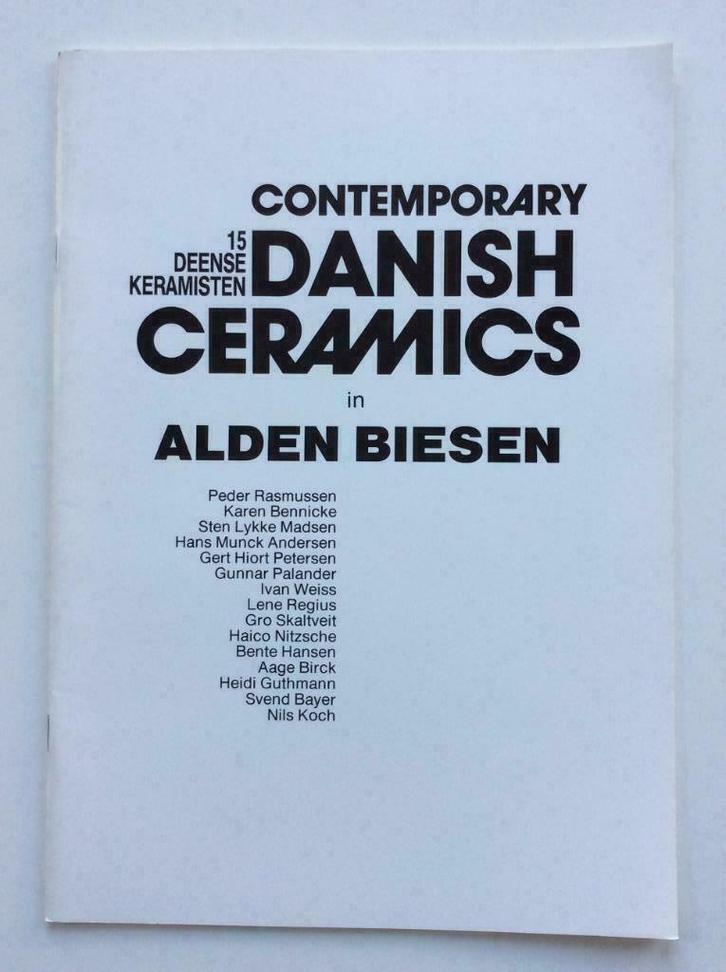 CONTEMPORARY
15
DEENSE
KERAMISTEN
DANISH
CERAMICS
in
ALDEN BIESEN
Peder Rasmussen
Karen Bennicke
Sten Lykke Madsen
Hans Munck Andersen
Gert Hiort Petersen
Gunnar Palander
Ivan Weiss
Lene Regius
Gro Skaltveit
Haico Nitzsche
Bente Hansen
Aage Birck
Heidi Guthmann
Svend Bayer
Nils Koch